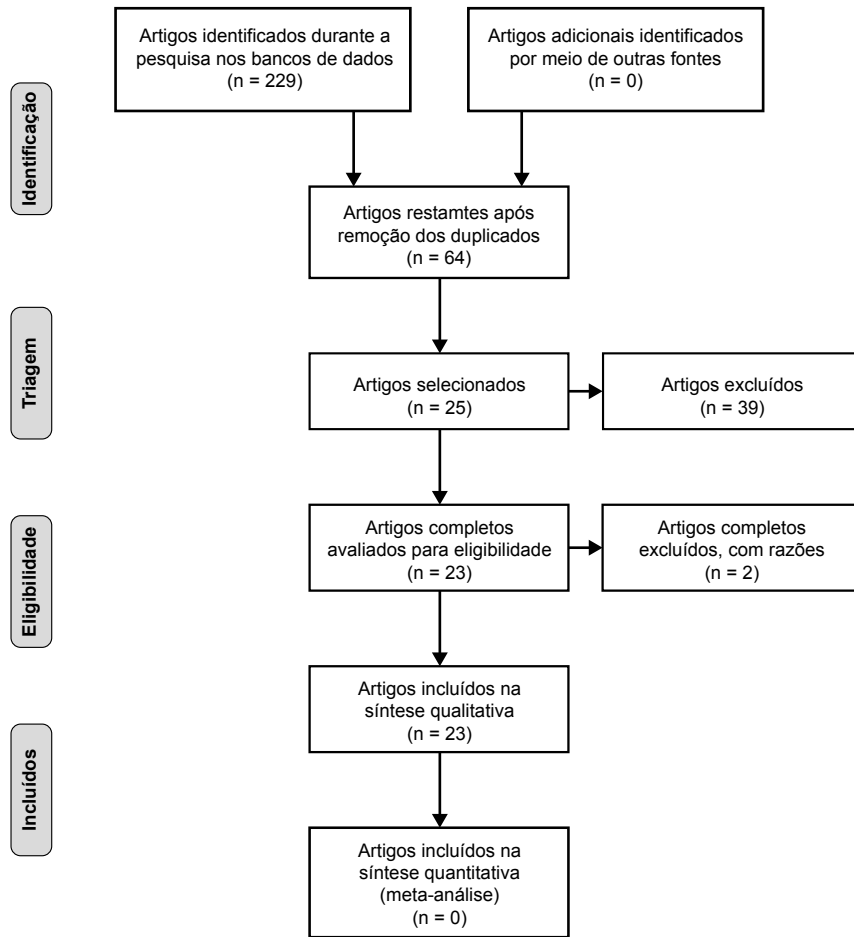 Artigos identificados durante a
pesquisa nos bancos de dados
(n = 229)
Artigos adicionais identificados
por meio de outras fontes
(n = 0)
Identificação
Artigos restamtes após
remoção dos duplicados
(n = 64)
Triagem
Artigos selecionados
(n = 25)
Artigos excluídos
(n = 39)
Eligibilidade
Artigos completos
avaliados para eligibilidade
(n = 23)
Artigos completos
excluídos, com razões
(n = 2)
Incluídos
Artigos incluídos na
síntese qualitativa
(n = 23)
Artigos incluídos na
síntese quantitativa
(meta-análise)
(n = 0)